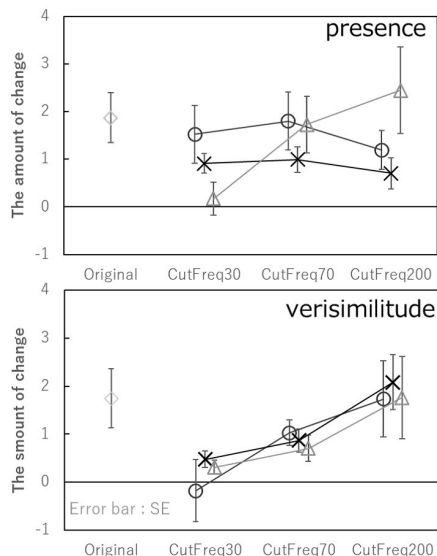 presence
The amount of change
4
3
2
1
0
-1
Original CutFreq30 CutFreq70 CutFreq200
verisimilitude
The smount of change
4
3
2
1
0
-1
Error bar : SE
Original CutFreq30 CutFreq70 CutFreq200